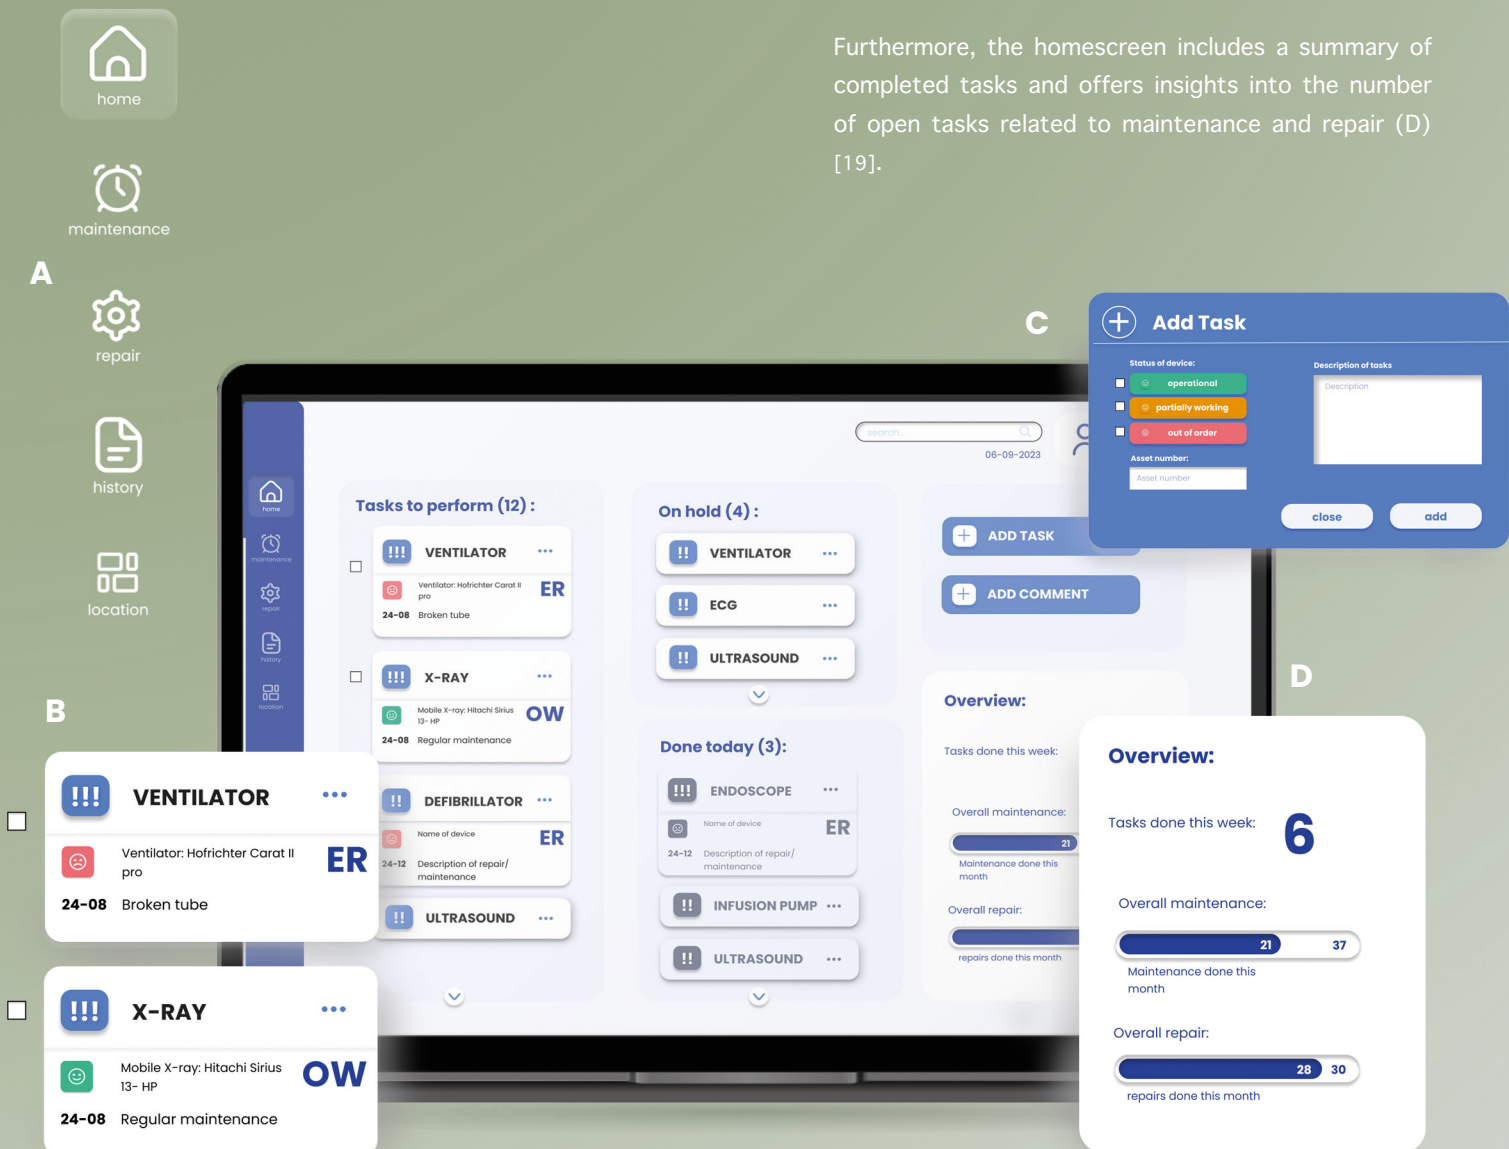 Furthermore, the homescreen includes a summary of
completed tasks and offers insights into the number
of open tasks related to maintenance and repair (D)
[19].
home
maintenance
A
repair
history
location
C
Add Task
Status of device:
operational
partially working
out of order
Asset number:
Asset number
Description of tasks
Description
close
add
search..
06-09-2023
home
maintenance
repair
history
location
Tasks to perform (12) :
!!! VENTILATOR ...
Ventilator: Hofrichter Carat II
pro
ER
24-08 Broken tube
!!! X-RAY ...
Mobile X-ray: Hitachi Sirius
13- HP
OW
24-08 Regular maintenance
!! DEFIBRILLATOR ...
Name of device
ER
24-12 Description of repair/
maintenance
!! ULTRASOUND ...
On hold (4) :
!! VENTILATOR ...
!! ECG ...
!! ULTRASOUND ...
Done today (3):
!!! ENDOSCOPE ...
Name of device
ER
24-12 Description of repair/
maintenance
!! INFUSION PUMP ...
!! ULTRASOUND ...
ADD TASK
ADD COMMENT
Overview:
Tasks done this week:
Overall maintenance:
21
Maintenance done this
month
Overall repair:
repairs done this month
B
!!! VENTILATOR ...
Ventilator: Hofrichter Carat II
pro
ER
24-08 Broken tube
!!! X-RAY ...
Mobile X-ray: Hitachi Sirius
13- HP
OW
24-08 Regular maintenance
D
Overview:
Tasks done this week: 6
Overall maintenance:
21 37
Maintenance done this
month
Overall repair:
28 30
repairs done this month